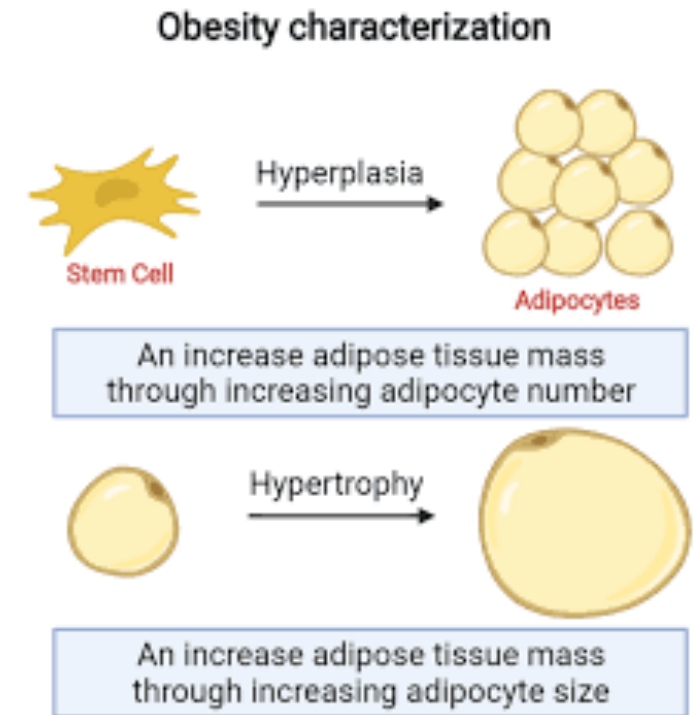 Obesity characterization
Hyperplasia
Stem Cell
Adipocytes
An increase adipose tissue mass
through increasing adipocyte number
Hypertrophy
An increase adipose tissue mass
through increasing adipocyte size